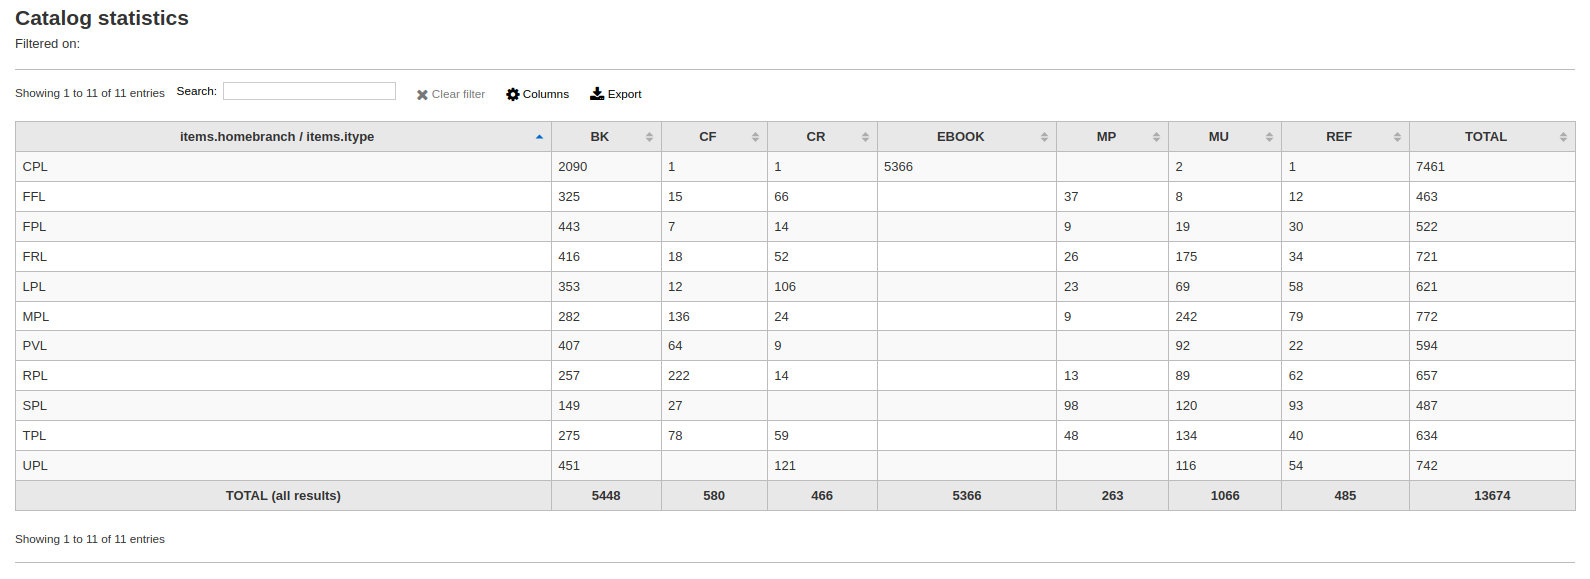 Catalog statistics
Filtered on:
Showing 1 to 11 of 11 entries Search: Clear filter Columns Export
items.homebranch / items.itype BK CF CR EBOOK MP MU REF TOTAL
CPL 2090 1 1 5366 2 1 7461
FFL 325 15 66 37 8 12 463
FPL 443 7 14 9 19 30 522
FRL 416 18 52 26 175 34 721
LPL 353 12 106 23 69 58 621
MPL 282 136 24 9 242 79 772
PVL 407 64 9 92 22 594
RPL 257 222 14 13 89 62 657
SPL 149 27 98 120 93 487
TPL 275 78 59 48 134 40 634
UPL 451 121 116 54 742
TOTAL (all results) 5448 580 466 5366 263 1066 485 13674
Showing 1 to 11 of 11 entries